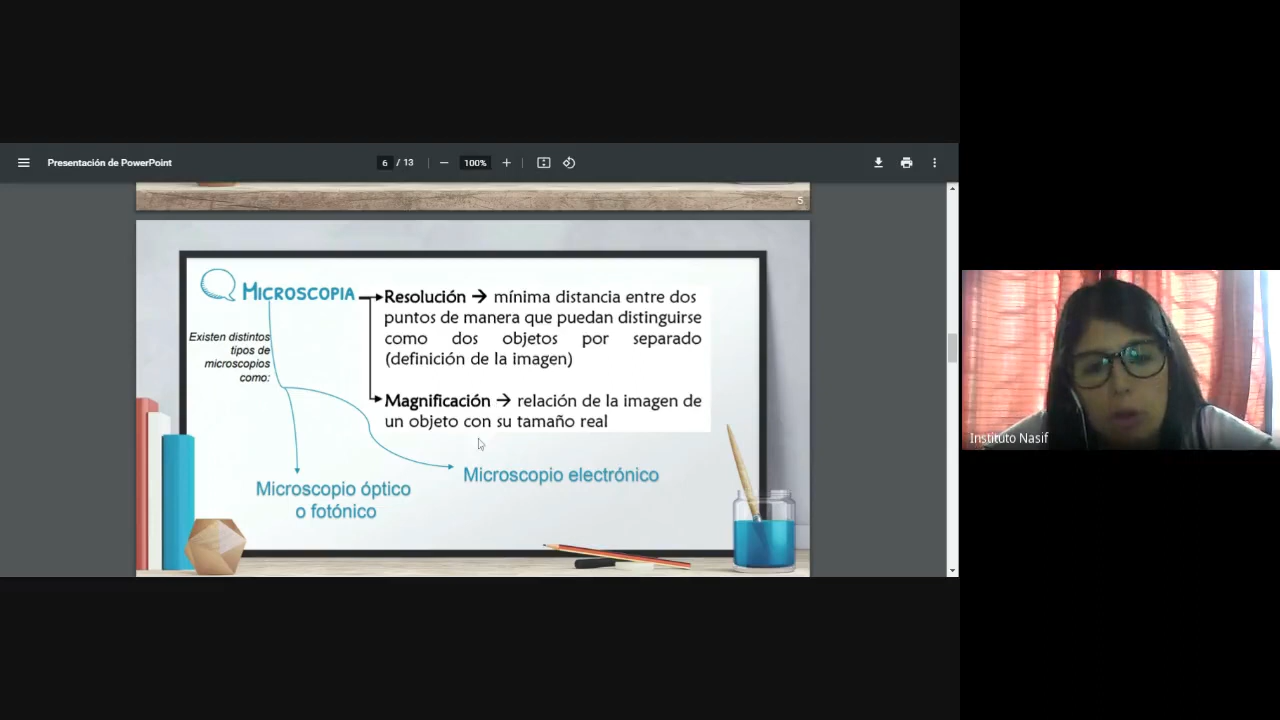 Presentación de PowerPoint
6 / 13
100%
5
MICROSCOPIA
Resolución → mínima distancia entre dos
puntos de manera que puedan distinguirse
como dos objetos por separado
(definición de la imagen)
Existen distintos
tipos de
microscopios
como:
Magnificación → relación de la imagen de
un objeto con su tamaño real
Microscopio electrónico
Microscopio óptico
o fotónico
Instituto Nasif